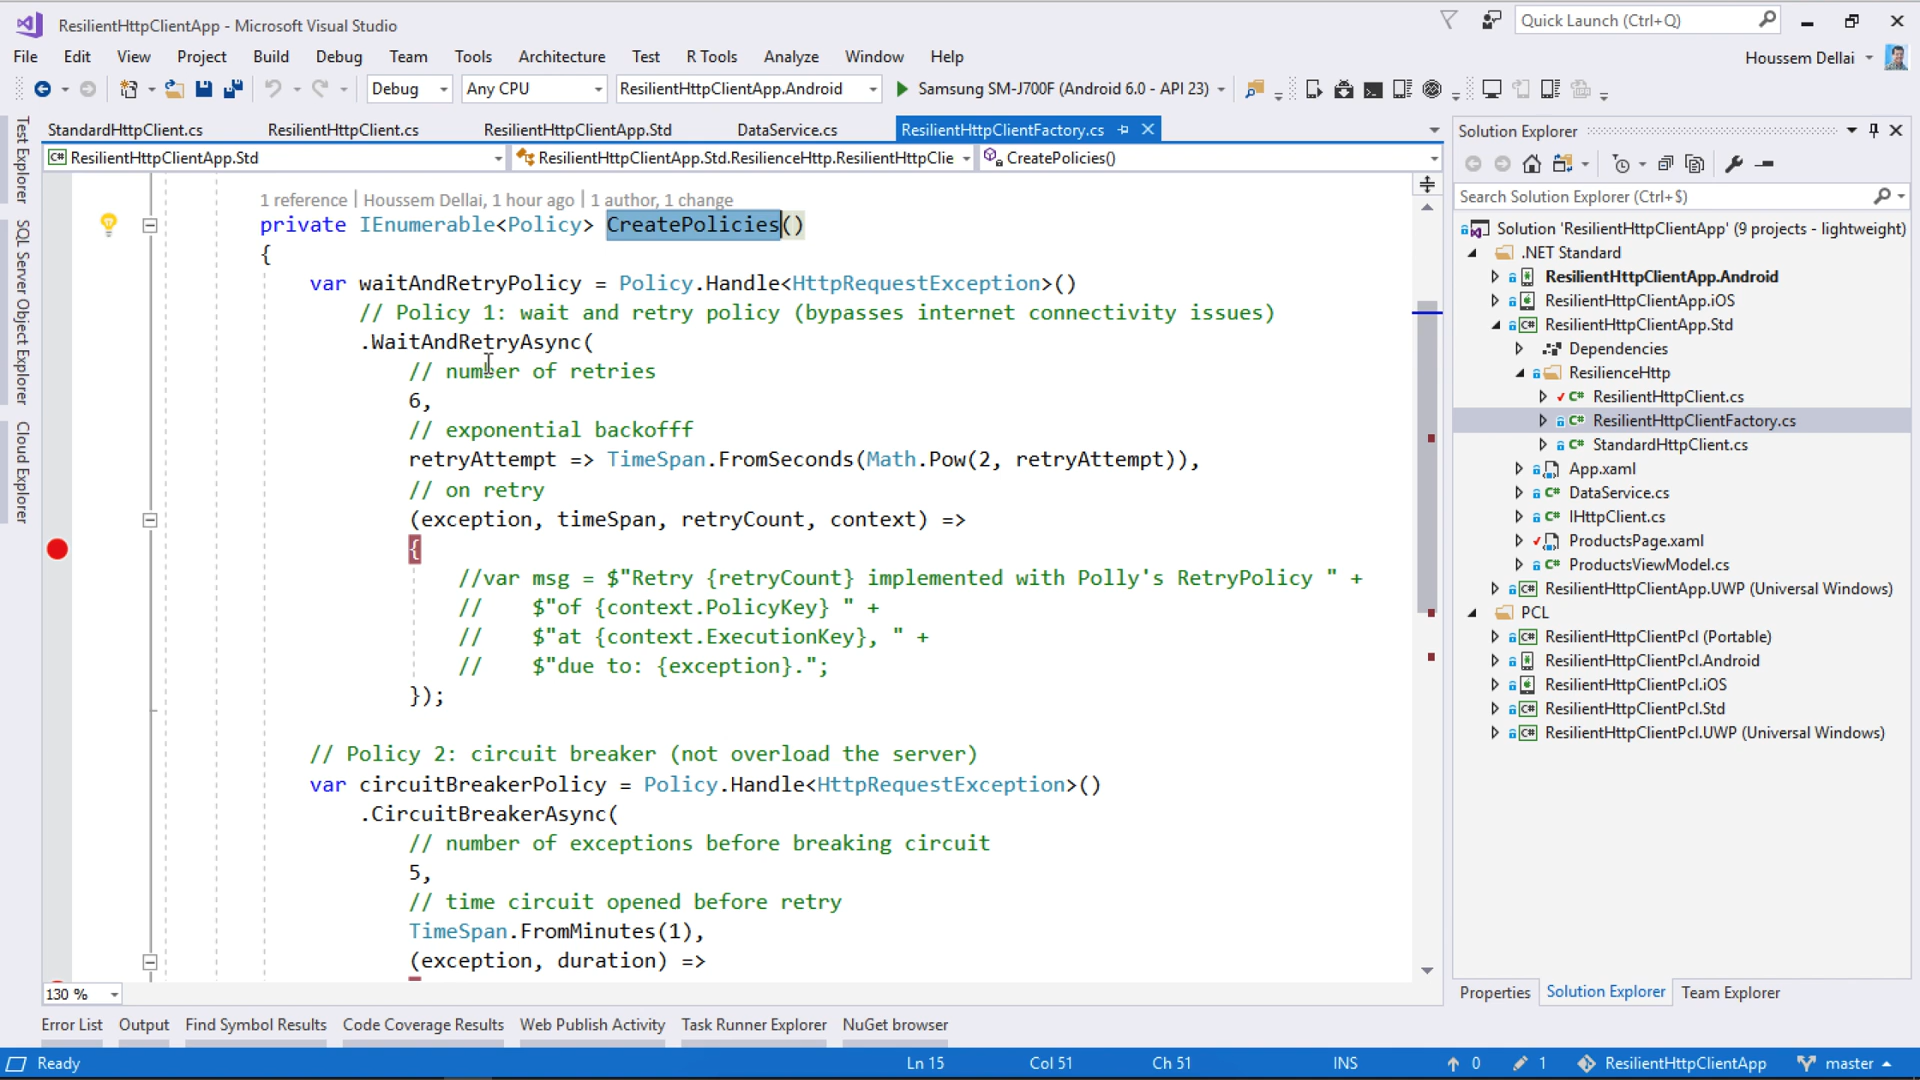 ResilientHttpClientApp - Microsoft Visual Studio
Quick Launch (Ctrl+Q)
File Edit View Project Build Debug Team Tools Architecture Test R Tools Analyze Window Help
Houssem Dellai
Debug Any CPU ResilientHttpClientApp.Android Samsung SM-J700F (Android 6.0 - API 23)
StandardHttpClient.cs ResilientHttpClient.cs ResilientHttpClientApp.Std DataService.cs ResilientHttpClientFactory.cs
C# ResilientHttpClientApp.Std ResilientHttpClientApp.Std.ResilienceHttp.ResilientHttpClie CreatePolicies()
Test Explorer
SQL Server Object Explorer
Cloud Explorer
1 reference | Houssem Dellai, 1 hour ago | 1 author, 1 change
private IEnumerable<Policy> CreatePolicies()
{
var waitAndRetryPolicy = Policy.Handle<HttpRequestException>()
// Policy 1: wait and retry policy (bypasses internet connectivity issues)
.WaitAndRetryAsync(
// number of retries
6,
// exponential backofff
retryAttempt => TimeSpan.FromSeconds(Math.Pow(2, retryAttempt)),
// on retry
(exception, timeSpan, retryCount, context) =>
{
//var msg = $"Retry {retryCount} implemented with Polly's RetryPolicy " +
// $"of {context.PolicyKey} " +
// $"at {context.ExecutionKey}, " +
// $"due to: {exception}.";
});
// Policy 2: circuit breaker (not overload the server)
var circuitBreakerPolicy = Policy.Handle<HttpRequestException>()
.CircuitBreakerAsync(
// number of exceptions before breaking circuit
5,
// time circuit opened before retry
TimeSpan.FromMinutes(1),
(exception, duration) =>
130 %
Solution Explorer
Search Solution Explorer (Ctrl+$)
Solution 'ResilientHttpClientApp' (9 projects - lightweight)
.NET Standard
ResilientHttpClientApp.Android
ResilientHttpClientApp.iOS
C# ResilientHttpClientApp.Std
Dependencies
ResilienceHttp
C# ResilientHttpClient.cs
C# ResilientHttpClientFactory.cs
C# StandardHttpClient.cs
App.xaml
C# DataService.cs
C# IHttpClient.cs
ProductsPage.xaml
C# ProductsViewModel.cs
C# ResilientHttpClientApp.UWP (Universal Windows)
PCL
C# ResilientHttpClientPcl (Portable)
ResilientHttpClientPcl.Android
ResilientHttpClientPcl.iOS
C# ResilientHttpClientPcl.Std
C# ResilientHttpClientPcl.UWP (Universal Windows)
Properties Solution Explorer Team Explorer
Error List Output Find Symbol Results Code Coverage Results Web Publish Activity Task Runner Explorer NuGet browser
Ready Ln 15 Col 51 Ch 51 INS 0 1 ResilientHttpClientApp master